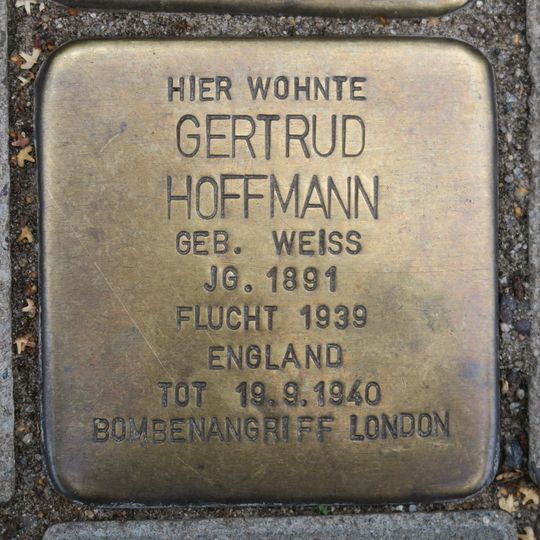 HIER WOHNTE
GERTRUD
HOFFMANN
GEB. WEISS
JG. 1891
FLUCHT 1939
ENGLAND
TOT 19.9.1940
BOMBENANGRIFF LONDON